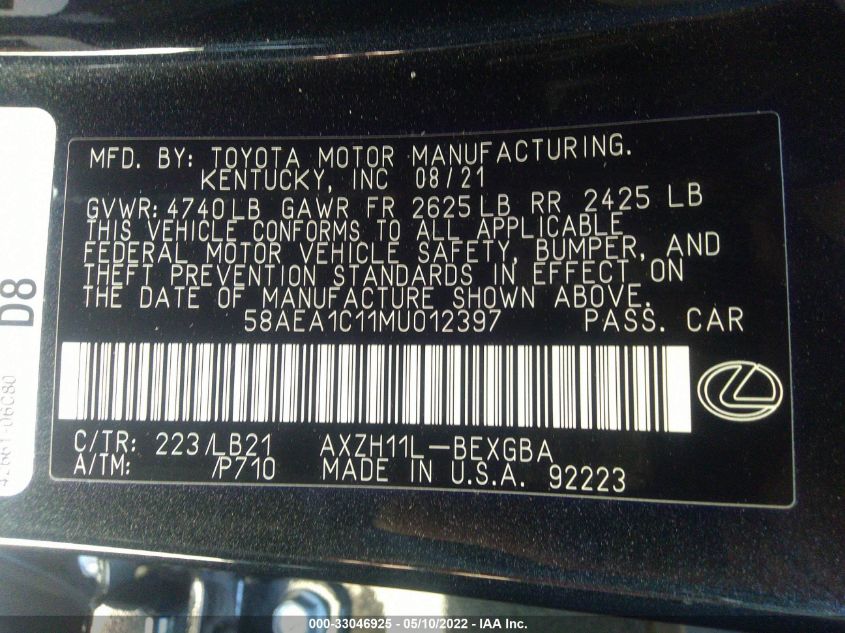 MFD. BY: TOYOTA MOTOR MANUFACTURING.
KENTUCKY, INC 08/21
GVWR: 4740LB GAWR FR 2625LB RR 2425 LB
THIS VEHICLE CONFORMS TO ALL APPLICABLE
FEDERAL MOTOR VEHICLE SAFETY, BUMPER, AND
THEFT PREVENTION STANDARDS IN EFFECT ON
THE DATE OF MANUFACTURE SHOWN ABOVE.
58AEA1C11MU012397 PASS. CAR
C/TR: 223/LB21 AXZH11L-BEXGBA
A/TM: /P710 MADE IN U.S.A. 92223
D8
42661-06C80
000-33046925 - 05/10/2022 - IAA Inc.